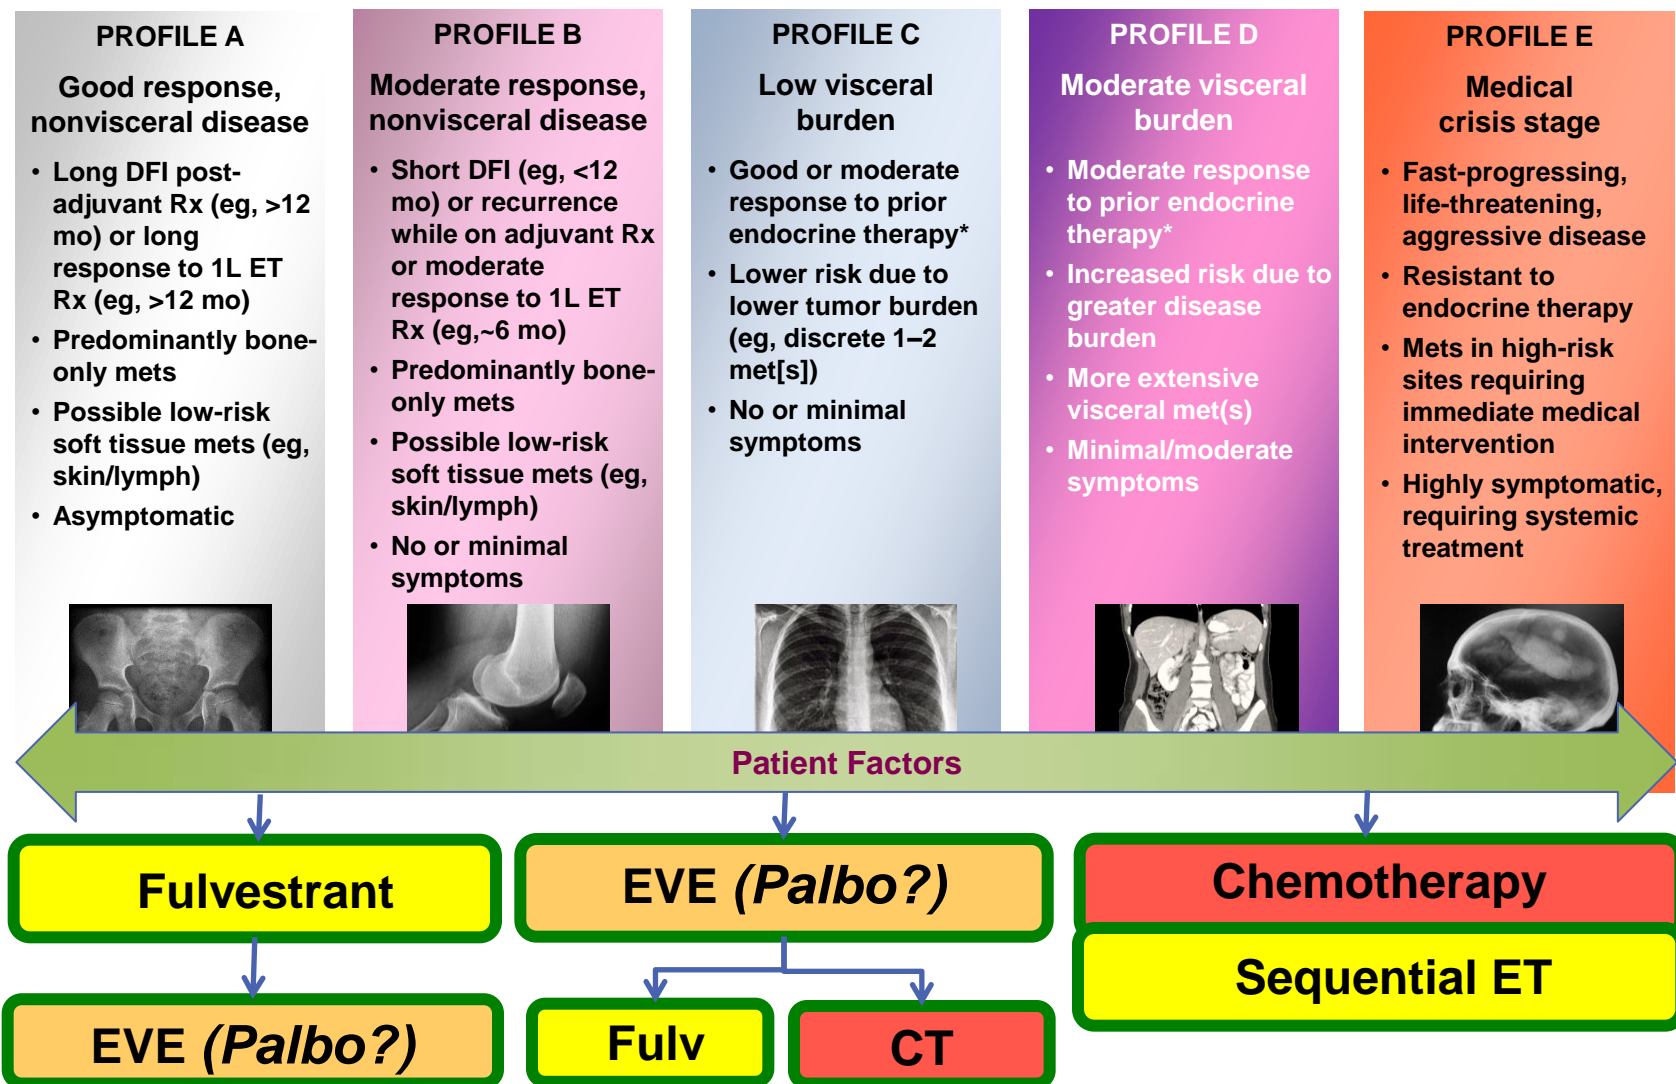 PROFILE A
Good response,
nonvisceral disease
• Long DFI post-
adjuvant Rx (eg, >12
mo) or long
response to 1L ET
Rx (eg, >12 mo)
• Predominantly bone-
only mets
• Possible low-risk
soft tissue mets (eg,
skin/lymph)
• Asymptomatic
PROFILE B
Moderate response,
nonvisceral disease
• Short DFI (eg, <12
mo) or recurrence
while on adjuvant Rx
or moderate
response to 1L ET
Rx (eg,~6 mo)
• Predominantly bone-
only mets
• Possible low-risk
soft tissue mets (eg,
skin/lymph)
• No or minimal
symptoms
PROFILE C
Low visceral
burden
• Good or moderate
response to prior
endocrine therapy*
• Lower risk due to
lower tumor burden
(eg, discrete 1–2
met[s])
• No or minimal
symptoms
PROFILE D
Moderate visceral
burden
• Moderate response
to prior endocrine
therapy*
• Increased risk due to
greater disease
burden
• More extensive
visceral met(s)
• Minimal/moderate
symptoms
PROFILE E
Medical
crisis stage
• Fast-progressing,
life-threatening,
aggressive disease
• Resistant to
endocrine therapy
• Mets in high-risk
sites requiring
immediate medical
intervention
• Highly symptomatic,
requiring systemic
treatment
Patient Factors
Fulvestrant
EVE (Palbo?)
EVE (Palbo?)
Fulv
CT
Chemotherapy
Sequential ET